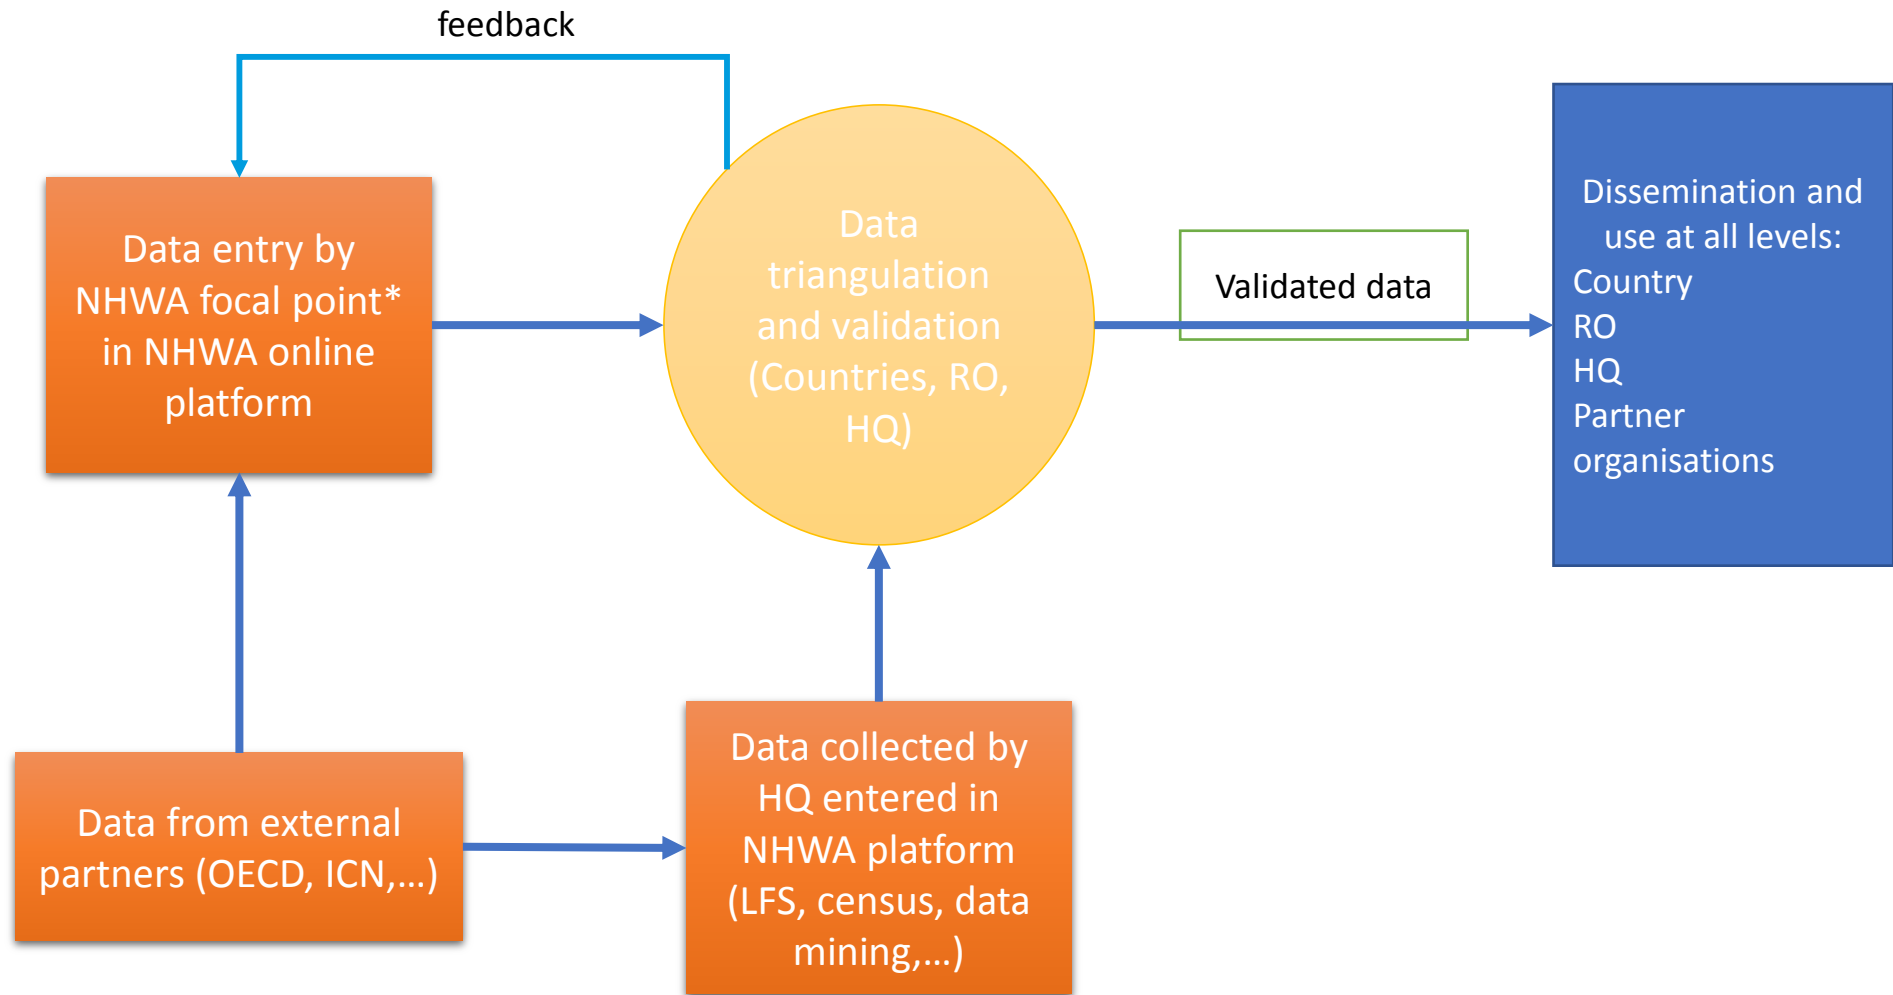 feedback
Data entry by
NHWA focal point*
in NHWA online
platform
Data
triangulation
and validation
(Countries, RO,
HQ)
Validated data
Dissemination and
use at all levels:
Country
RO
HQ
Partner
organisations
Data from external
partners (OECD, ICN,...)
Data collected by
HQ entered in
NHWA platform
(LFS, census, data
mining,...)